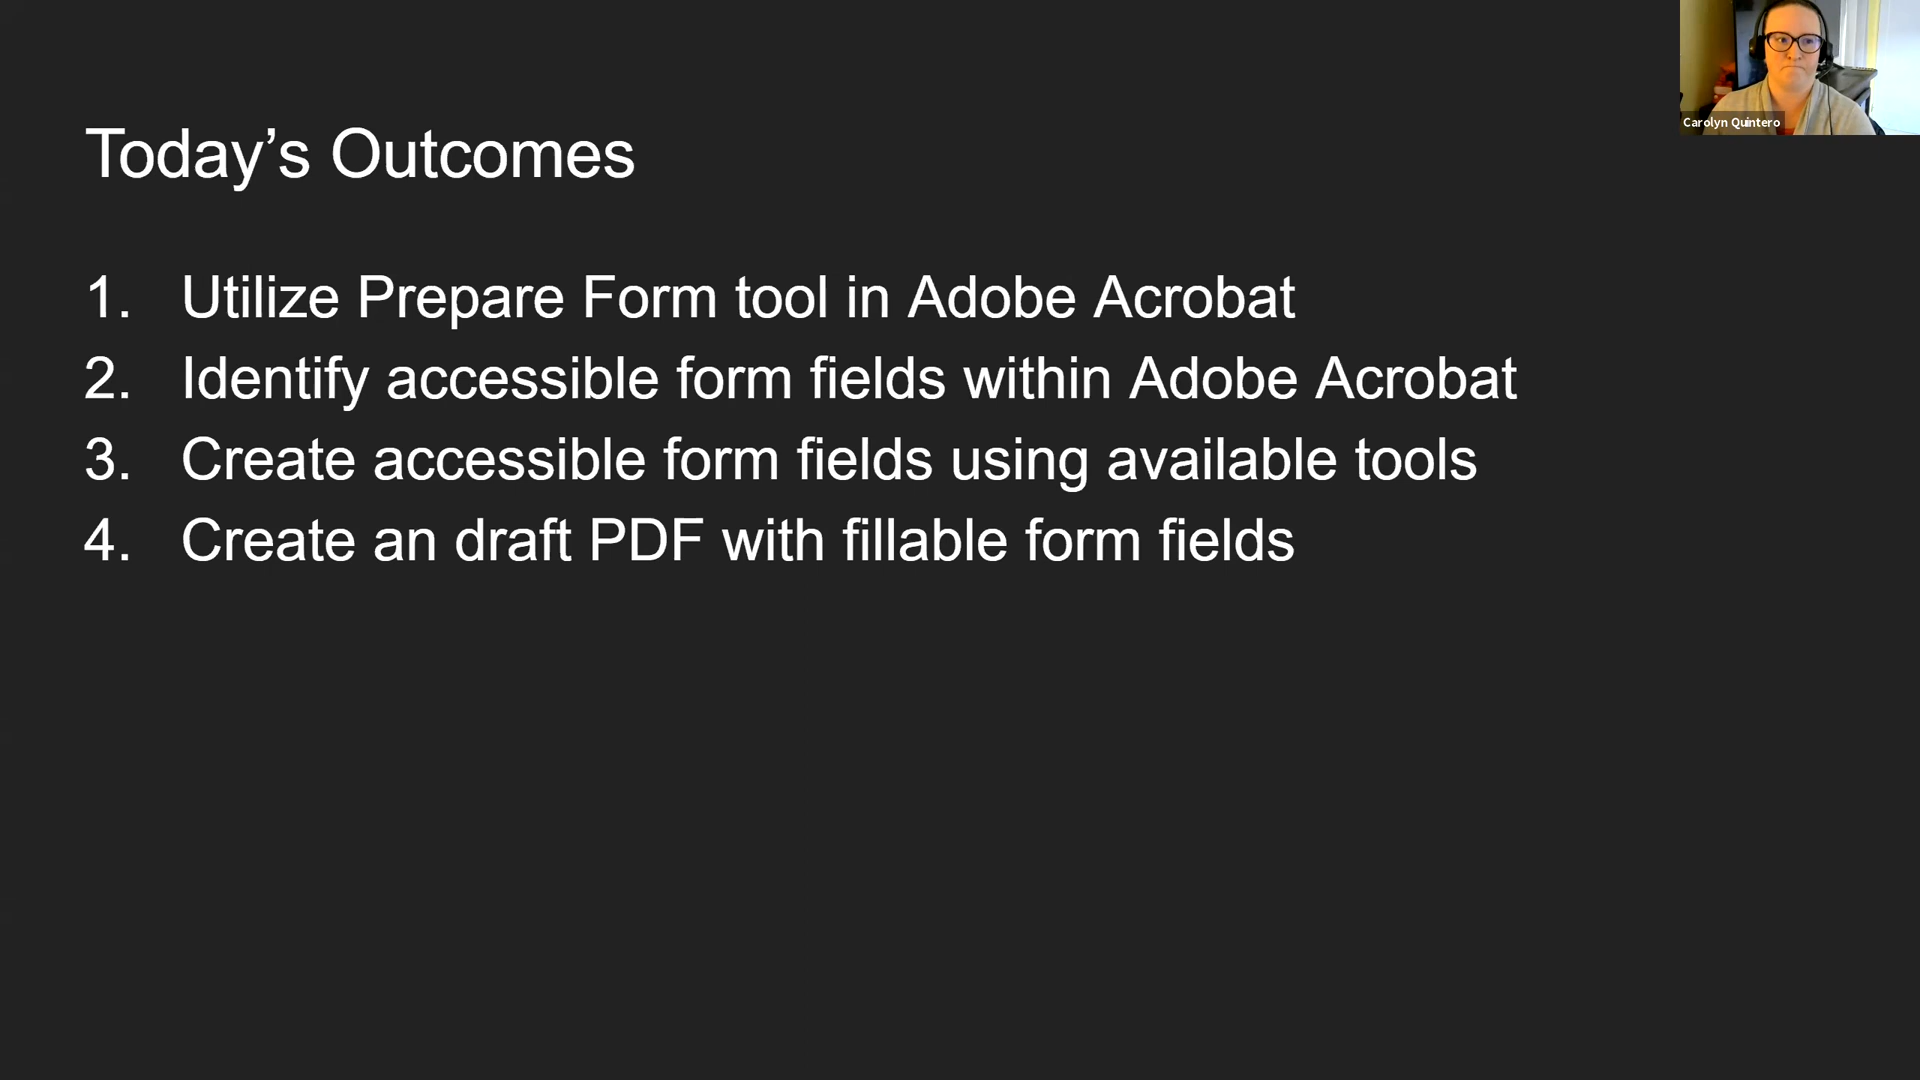 Today’s Outcomes
1. Utilize Prepare Form tool in Adobe Acrobat
2. Identify accessible form fields within Adobe Acrobat
3. Create accessible form fields using available tools
4. Create an draft PDF with fillable form fields
Carolyn Quintero